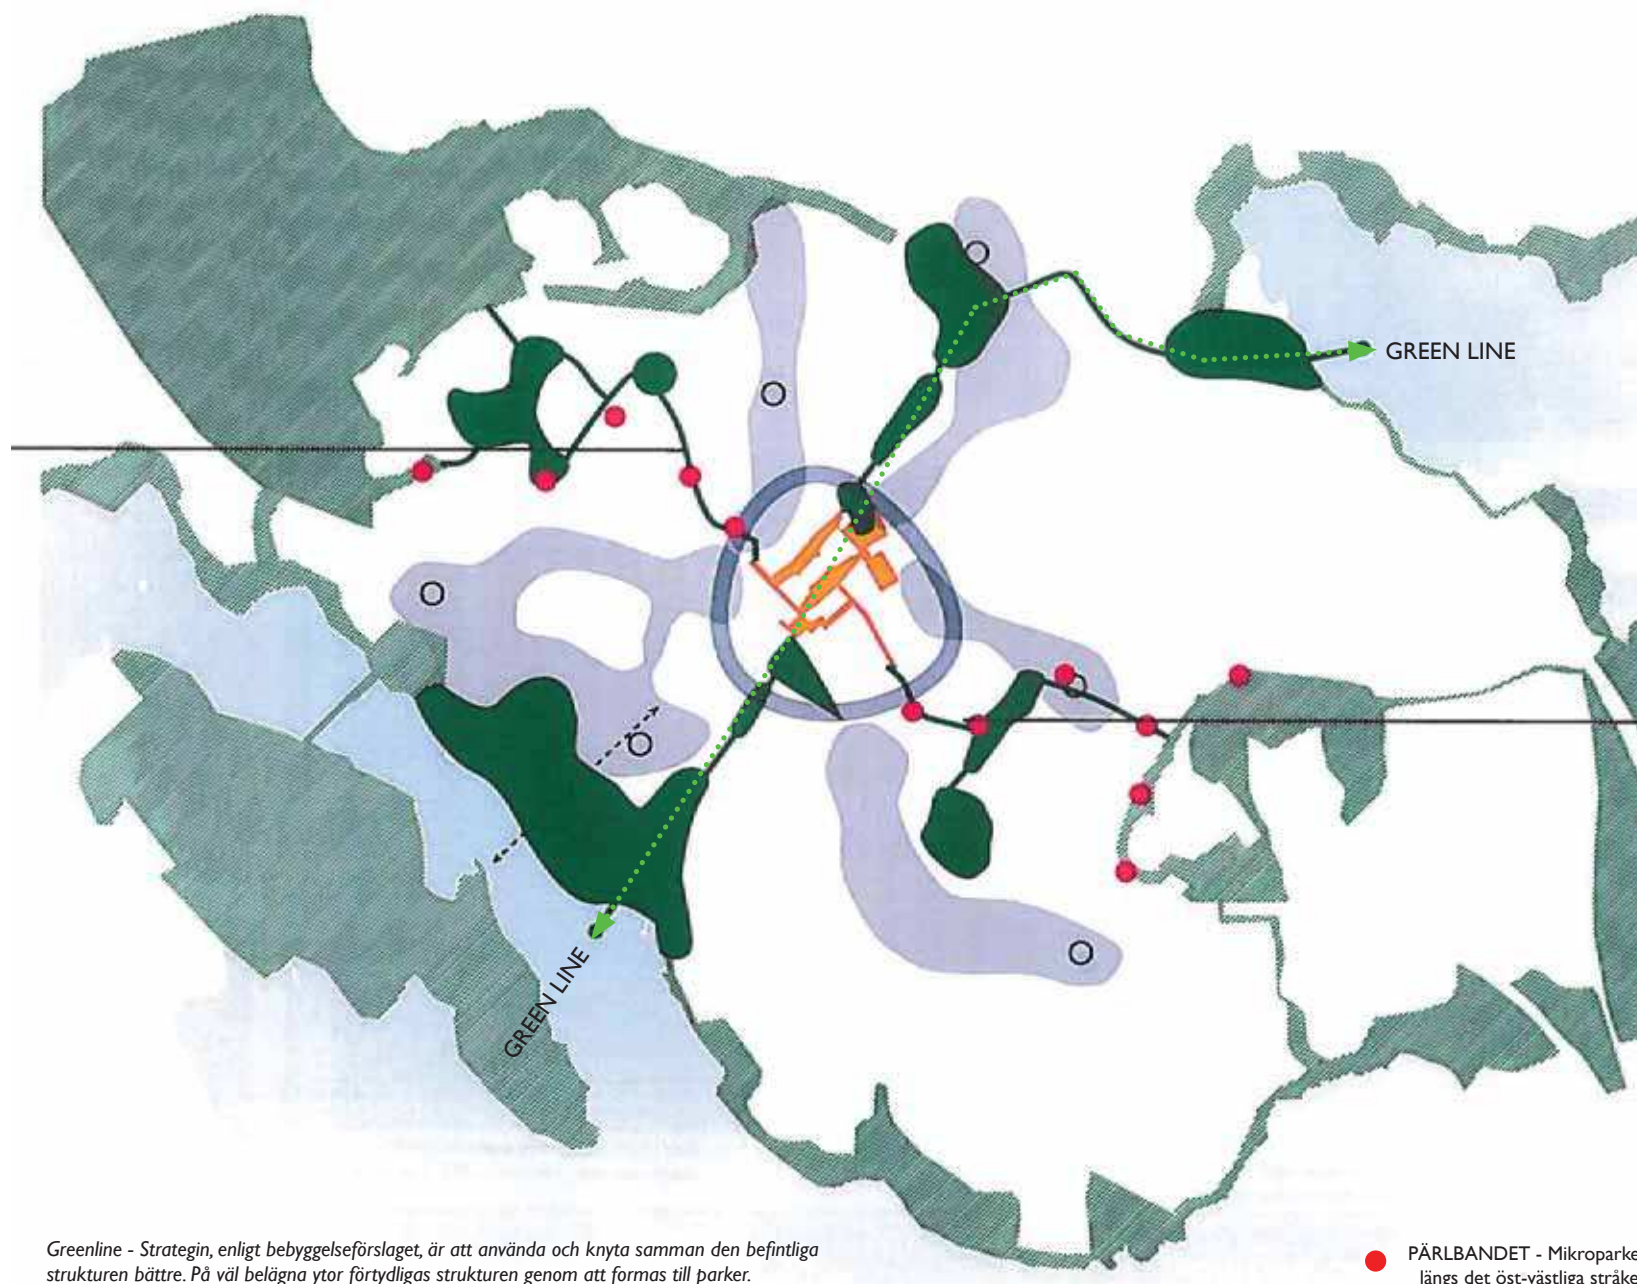 GREEN LINE
GREEN LINE
Greenline - Strategin, enligt bebyggelseförslaget, är att använda och knyta samman den befintliga
strukturen bättre. På väl belägna ytor förtydligas strukturen genom att formas till parker.
PÄRLBANDET - Mikroparke
längs det öst-västliga stråke